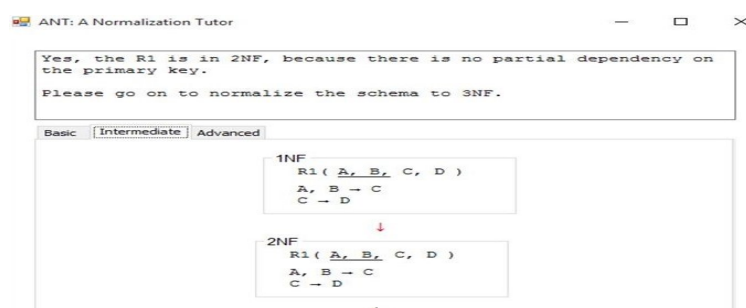 ANT: A Normalization Tutor
Yes, the R1 is in 2NF, because there is no partial dependency on
the primary key.
Please go on to normalize the schema to 3NF.
Basic Intermediate Advanced
1NF
R1 ( A, B, C, D )
A, B → C
C → D
↓
2NF
R1 ( A, B, C, D )
A, B → C
C → D